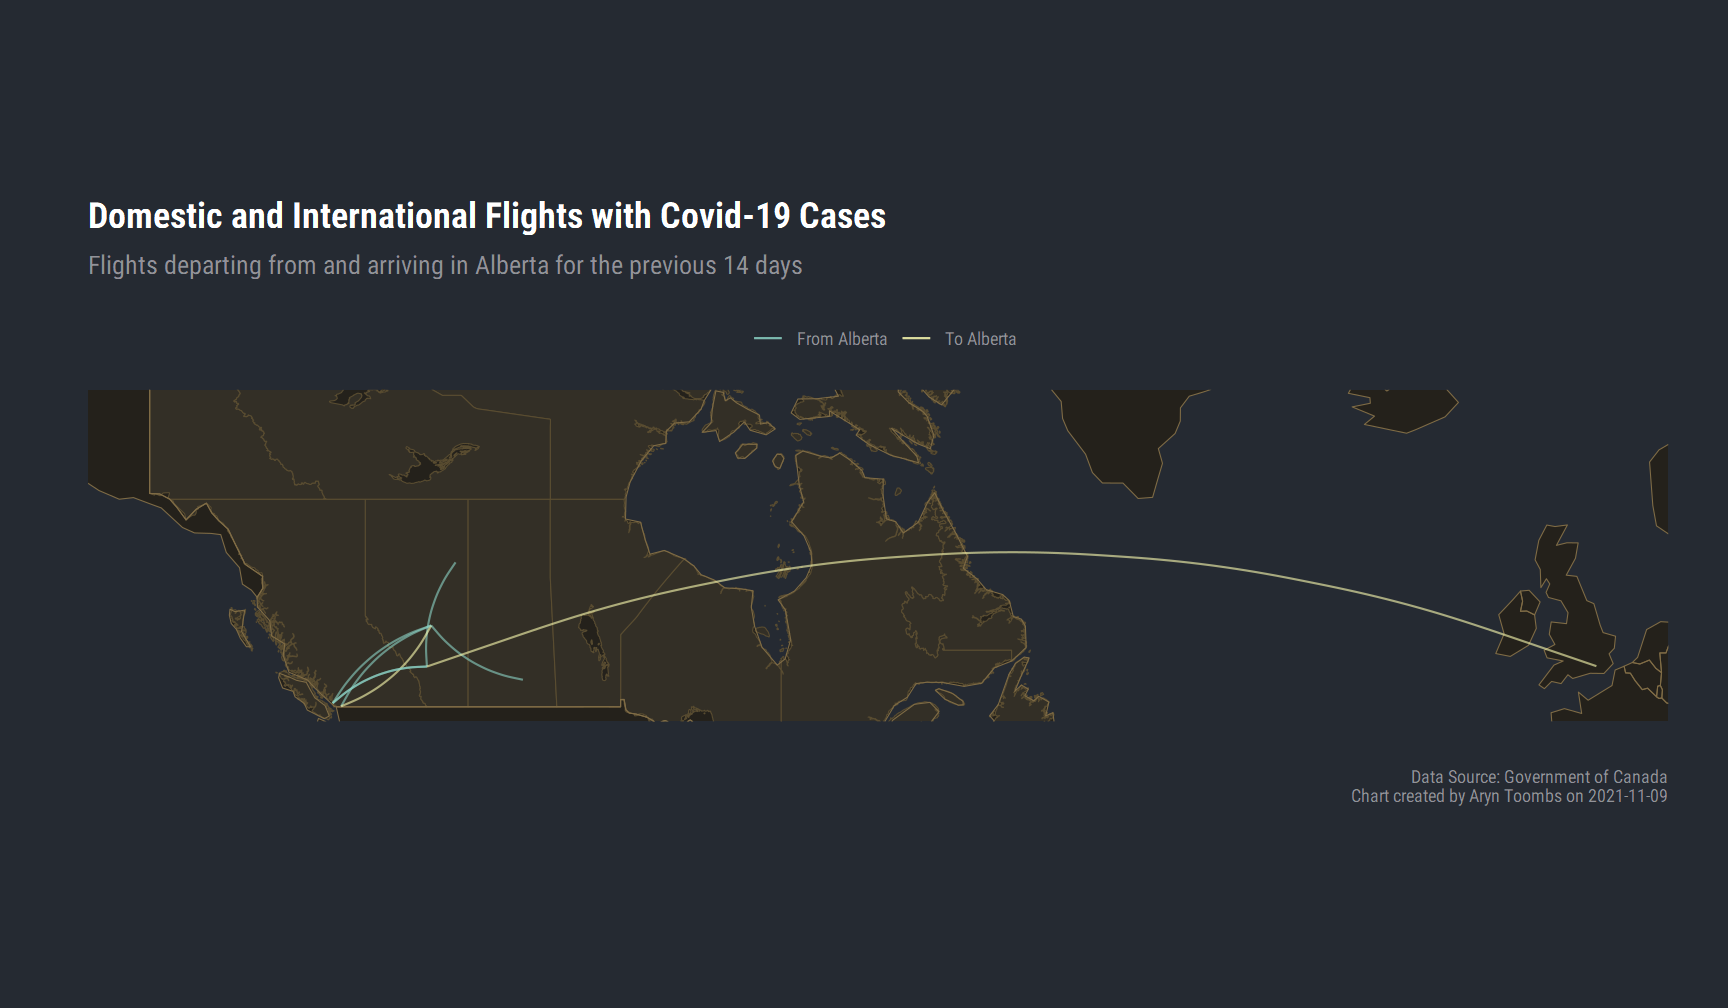 Domestic and International Flights with Covid-19 Cases
Flights departing from and arriving in Alberta for the previous 14 days
From Alberta To Alberta
Data Source: Government of Canada
Chart created by Aryn Toombs on 2021-11-09